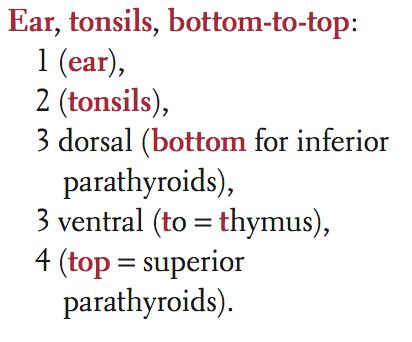 Ear, tonsils, bottom-to-top:
1 (ear),
2 (tonsils),
3 dorsal (bottom for inferior
parathyroids),
3 ventral (to = thymus),
4 (top = superior
parathyroids).